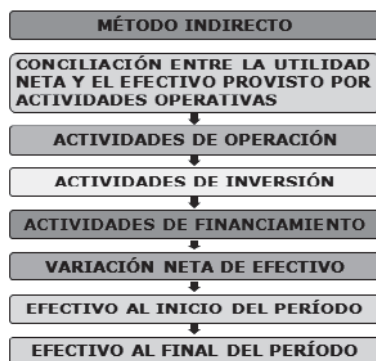 MÉTODO INDIRECTO
CONCILIACIÓN ENTRE LA UTILIDAD
NETA Y EL EFECTIVO PROVISTO POR
ACTIVIDADES OPERATIVAS
ACTIVIDADES DE OPERACIÓN
ACTIVIDADES DE INVERSIÓN
ACTIVIDADES DE FINANCIAMIENTO
VARIACIÓN NETA DE EFECTIVO
EFECTIVO AL INICIO DEL PERÍODO
EFECTIVO AL FINAL DEL PERÍODO